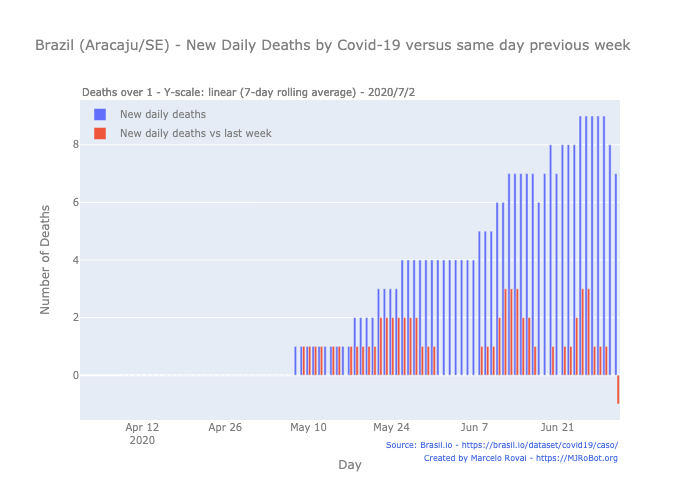 Brazil (Aracaju/SE) - New Daily Deaths by Covid-19 versus same day previous week
Deaths over 1 - Y-scale: linear (7-day rolling average) - 2020/7/2
New daily deaths
New daily deaths vs last week
Number of Deaths
8
6
4
2
0
Apr 12
2020
Apr 26
May 10
May 24
Jun 7
Jun 21
Day
Source: Brasil.io - https://brasil.io/dataset/covid19/caso/
Created by Marcelo Rovai - https://MJRoBot.org